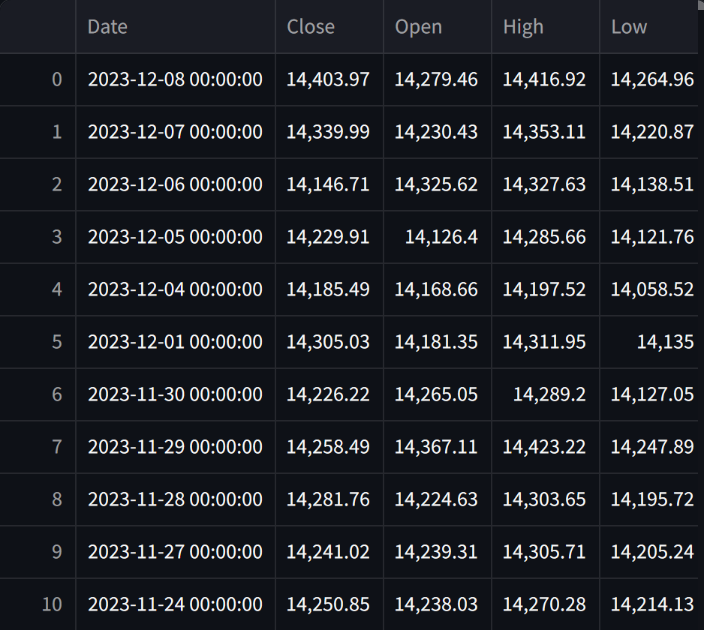 Date Close Open High Low
0 2023-12-08 00:00:00 14,403.97 14,279.46 14,416.92 14,264.96
1 2023-12-07 00:00:00 14,339.99 14,230.43 14,353.11 14,220.87
2 2023-12-06 00:00:00 14,146.71 14,325.62 14,327.63 14,138.51
3 2023-12-05 00:00:00 14,229.91 14,126.4 14,285.66 14,121.76
4 2023-12-04 00:00:00 14,185.49 14,168.66 14,197.52 14,058.52
5 2023-12-01 00:00:00 14,305.03 14,181.35 14,311.95 14,135
6 2023-11-30 00:00:00 14,226.22 14,265.05 14,289.2 14,127.05
7 2023-11-29 00:00:00 14,258.49 14,367.11 14,423.22 14,247.89
8 2023-11-28 00:00:00 14,281.76 14,224.63 14,303.65 14,195.72
9 2023-11-27 00:00:00 14,241.02 14,239.31 14,305.71 14,205.24
10 2023-11-24 00:00:00 14,250.85 14,238.03 14,270.28 14,214.13